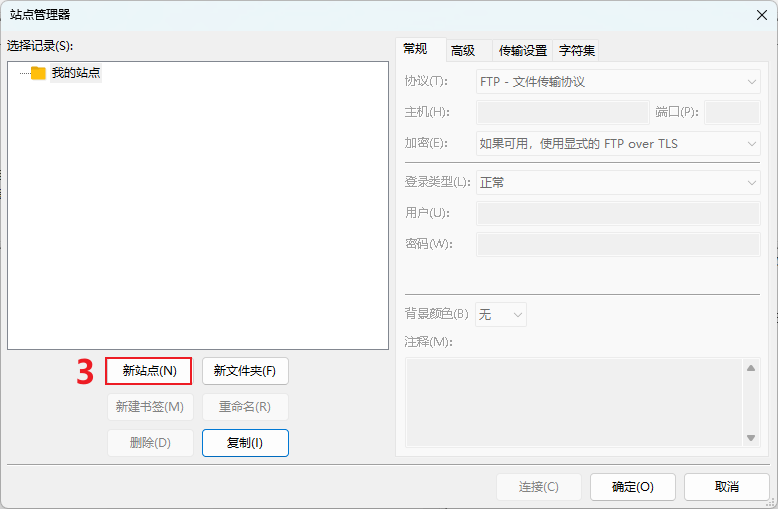 站点管理器
选择记录(S):
我的站点
3
新站点(N)
新文件夹(F)
新建书签(M)
重命名(R)
删除(D)
复制(I)
常规
高级
传输设置
字符集
协议(T):
FTP - 文件传输协议
主机(H):
端口(P):
加密(E):
如果可用，使用显式的 FTP over TLS
登录类型(L):
正常
用户(U):
密码(W):
背景颜色(B)
无
注释(M):
连接(C)
确定(O)
取消